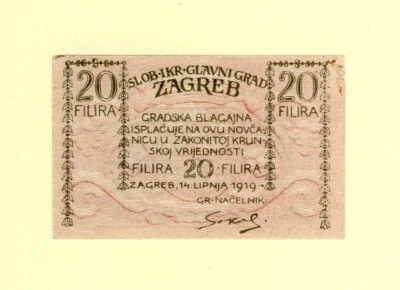 SLOB·I·KR·GLAVNI GRAD
ZAGREB
20
FILIRA
20
FILIRA
GRADSKA BLAGAJNA
ISPLAĆUJE NA OVU NOVČA-
NICU U ZAKONITOJ KRUN-
SKOJ VRIJEDNOSTI
FILIRA 20 FILIRA
ZAGREB, 14 LIPNJA 1919·
GR·NAČELNIK: